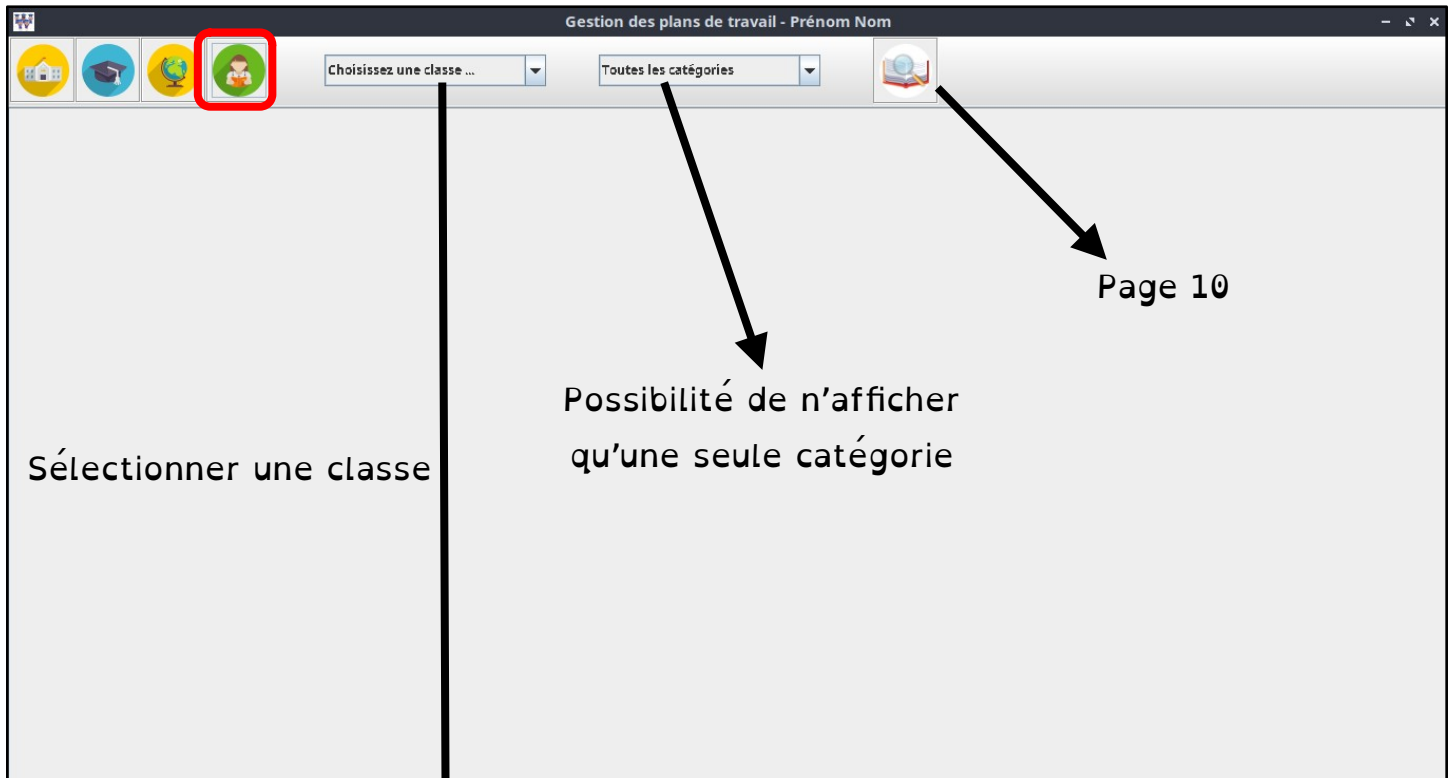 Gestion des plans de travail - Prénom Nom
Choisissez une classe ...
Toutes les catégories
Page 10
Possibilité de n'afficher
qu'une seule catégorie
Sélectionner une classe